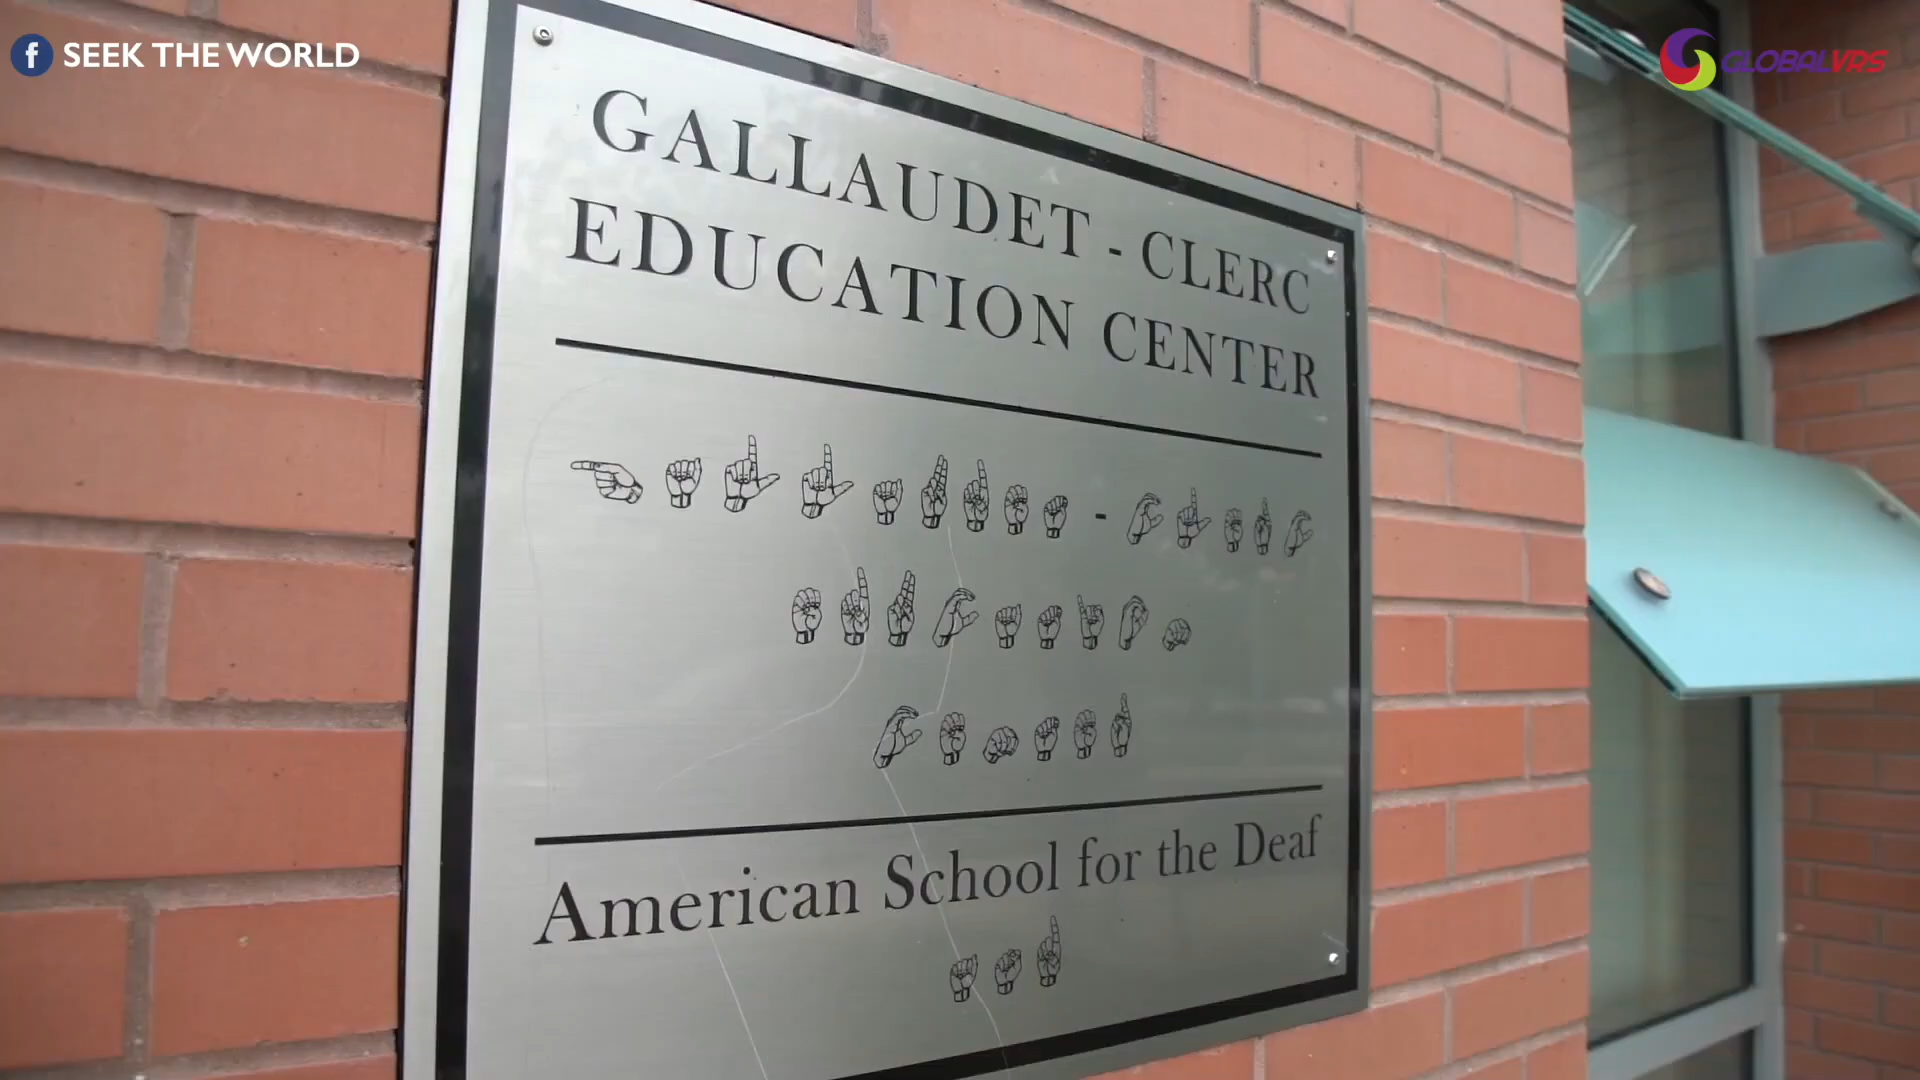 SEEK THE WORLD
GLOBALVRS
GALLAUDET - CLERC
EDUCATION CENTER
American School for the Deaf